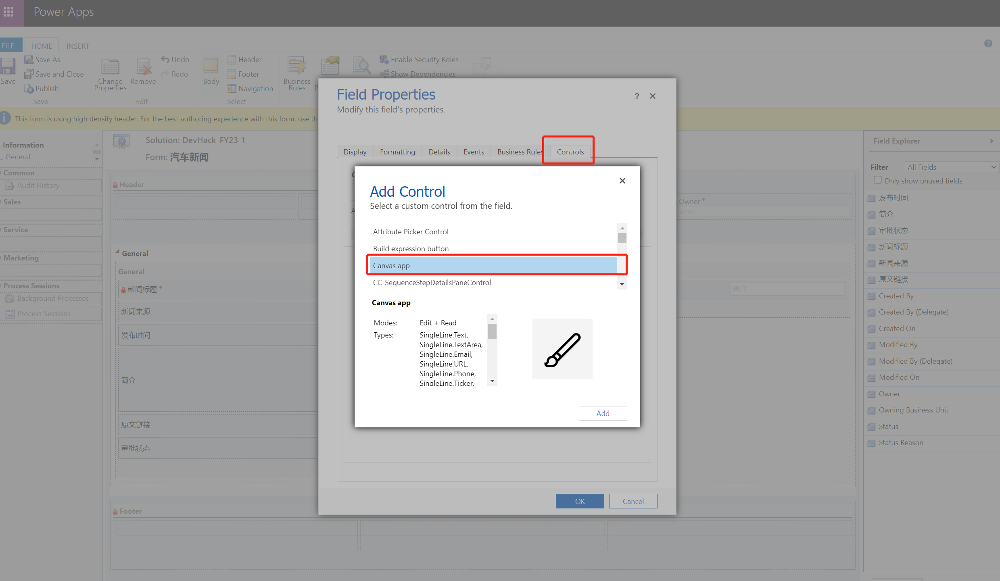 Power Apps
FILE
HOME
INSERT
Save
Save As
Save and Close
Publish
Save
Change Properties
Remove
Undo
Redo
Edit
Body
Header
Footer
Navigation
Select
Business Rules
P
Enable Security Roles
Show Dependencies
This form is using high density header. For the best authoring experience with this form, use th
Information
General
Common
Audit History
Sales
Service
Marketing
Process Sessions
Background Processes
Process Sessions
Solution: DevHack_FY23_1
Form: 汽车新闻
Header
Owner *
Owner
General
General
新闻标题 *
新闻来源
发布时间
简介
原文链接
审批状态
简介
Footer
Field Properties
Modify this field's properties.
?
Display
Formatting
Details
Events
Business Rules
Controls
Add Control
Select a custom control from the field.
Attribute Picker Control
Build expression button
Canvas app
CC_SequenceStepDetailsPaneControl
Canvas app
Modes: Edit + Read
Types: SingleLine.Text,
SingleLine.TextArea,
SingleLine.Email,
SingleLine.URL,
SingleLine.Phone,
SingleLine.Ticker,
Add
OK
Cancel
Field Explorer
Filter
All Fields
Only show unused fields
发布时间
简介
审批状态
新闻标题
新闻来源
原文链接
Created By
Created By (Delegate)
Created On
Modified By
Modified By (Delegate)
Modified On
Owner
Owning Business Unit
Status
Status Reason